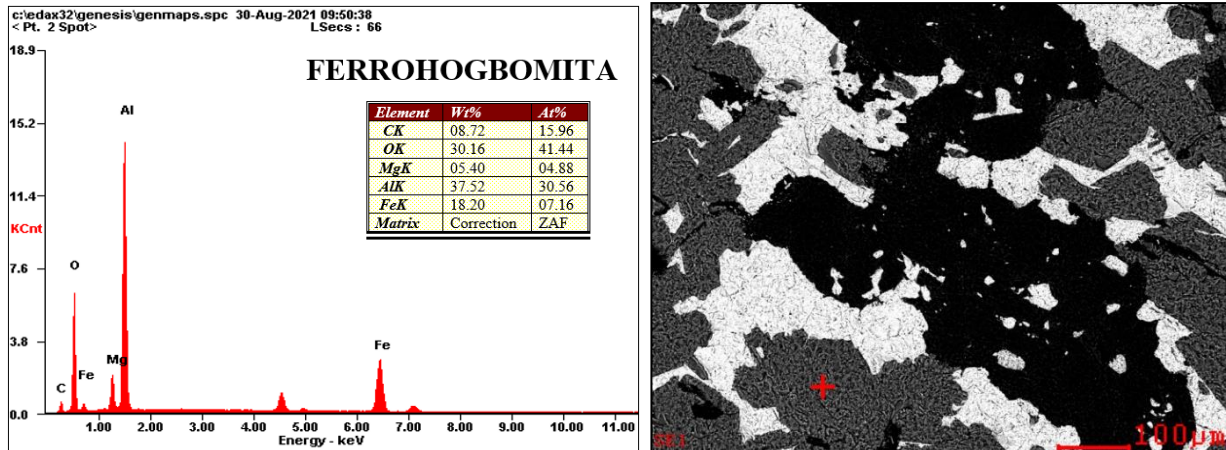 c:\edax32\genesis\genmaps.spc 30-Aug-2021 09:50:38
< Pt. 2 Spot> LSecs : 66
FERROHOGBOMITA
Element Wt% At%
CK 08.72 15.96
OK 30.16 41.44
MgK 05.40 04.88
AlK 37.52 30.56
FeK 18.20 07.16
Matrix Correction ZAF
18.9
15.2
11.4
KCnt
7.6
3.8
0.0
C
O
Fe
Mg
Al
Fe
1.00 2.00 3.00 4.00 5.00 6.00 7.00 8.00 9.00 10.00 11.00
Energy - keV
100µm